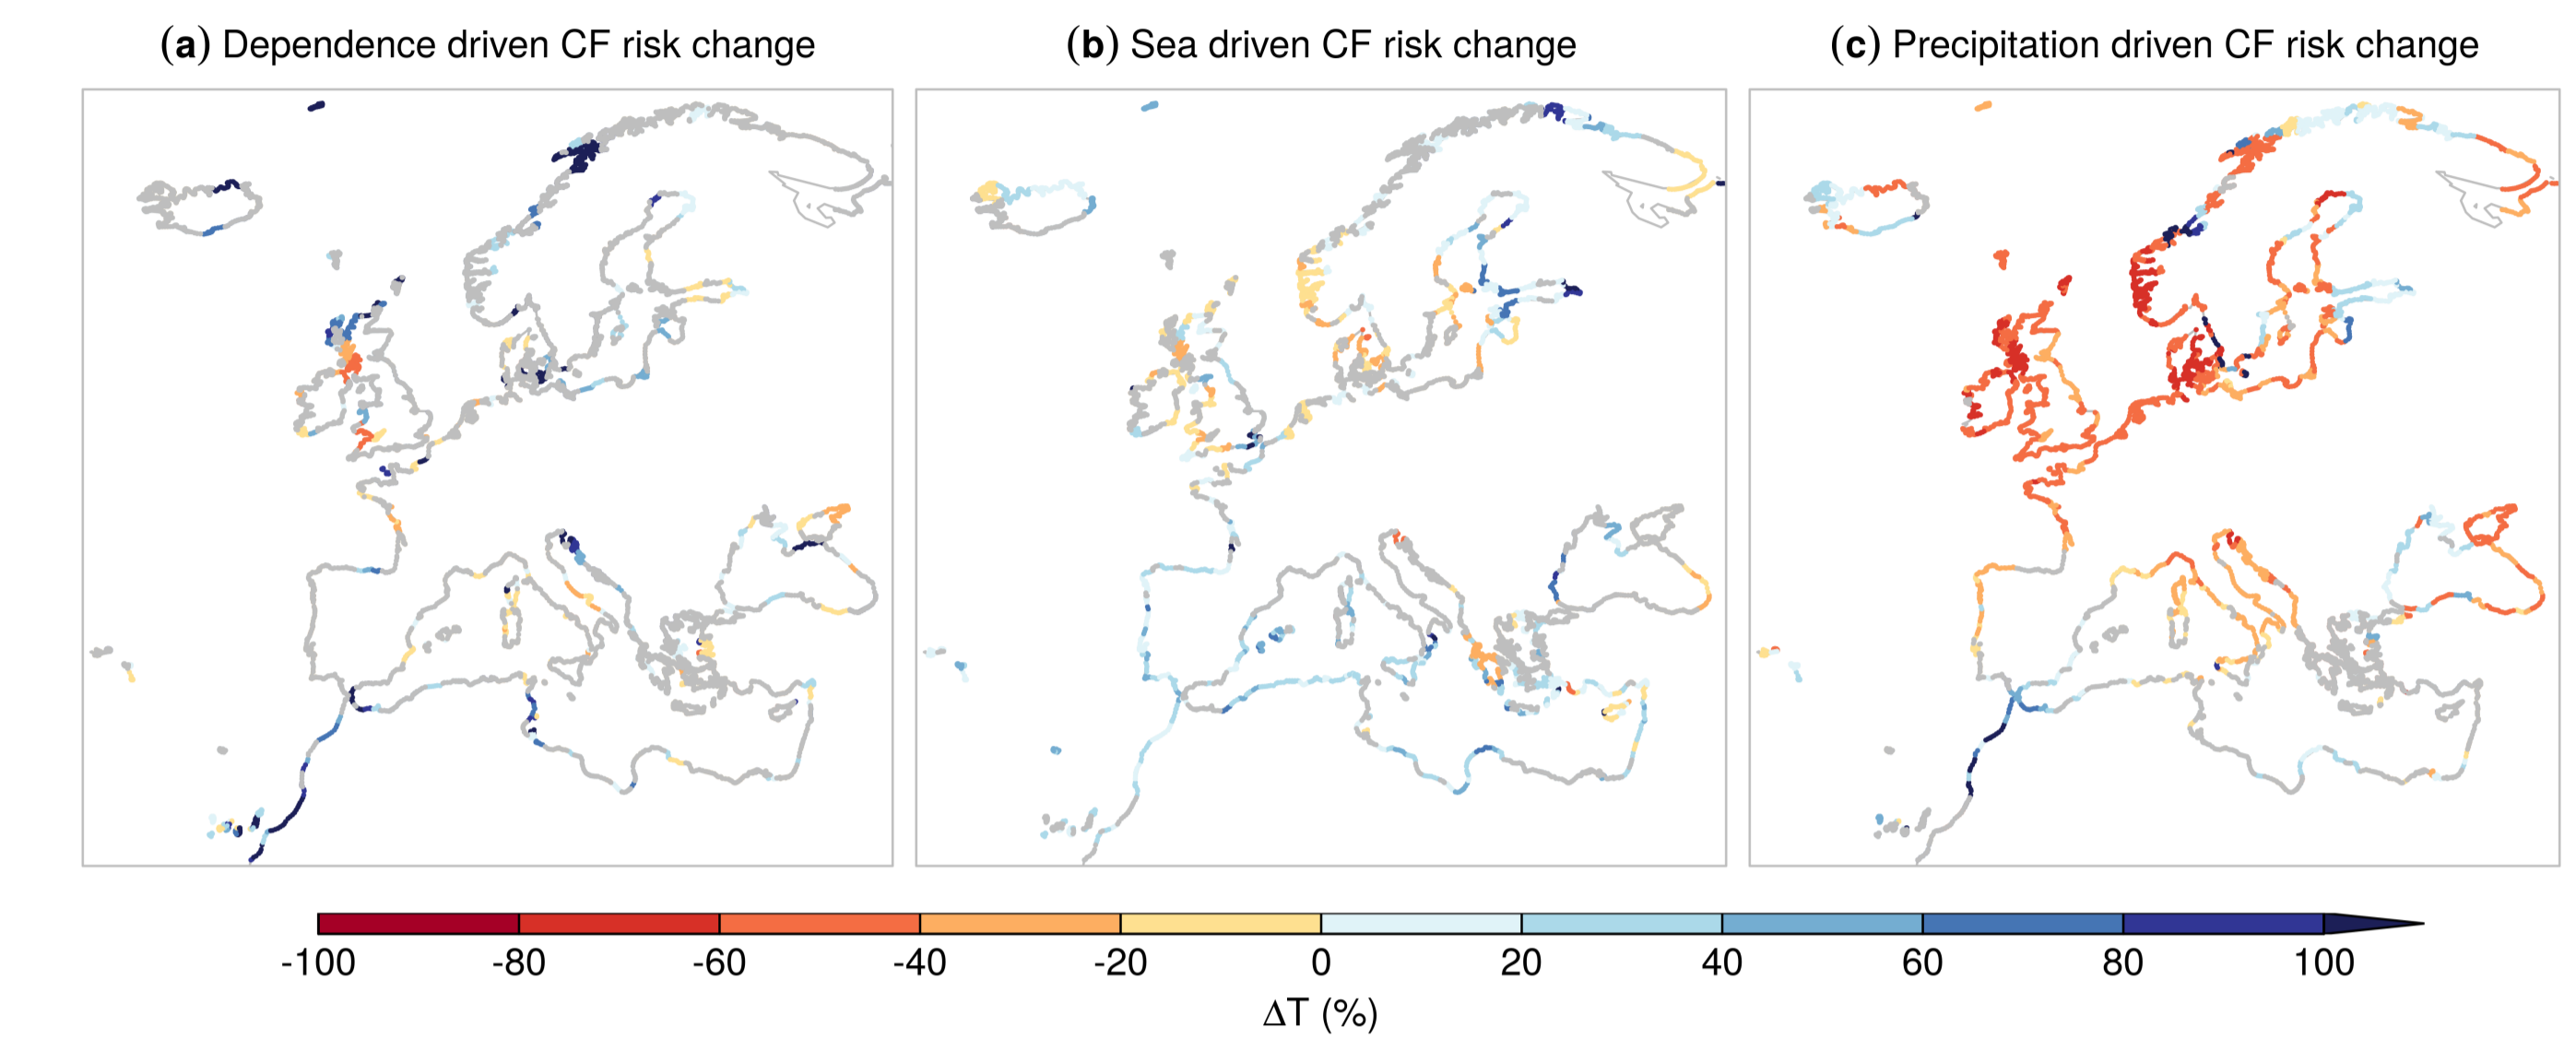 (a) Dependence driven CF risk change
(b) Sea driven CF risk change
(c) Precipitation driven CF risk change
-100 -80 -60 -40 -20 0 20 40 60 80 100
ΔT (%)